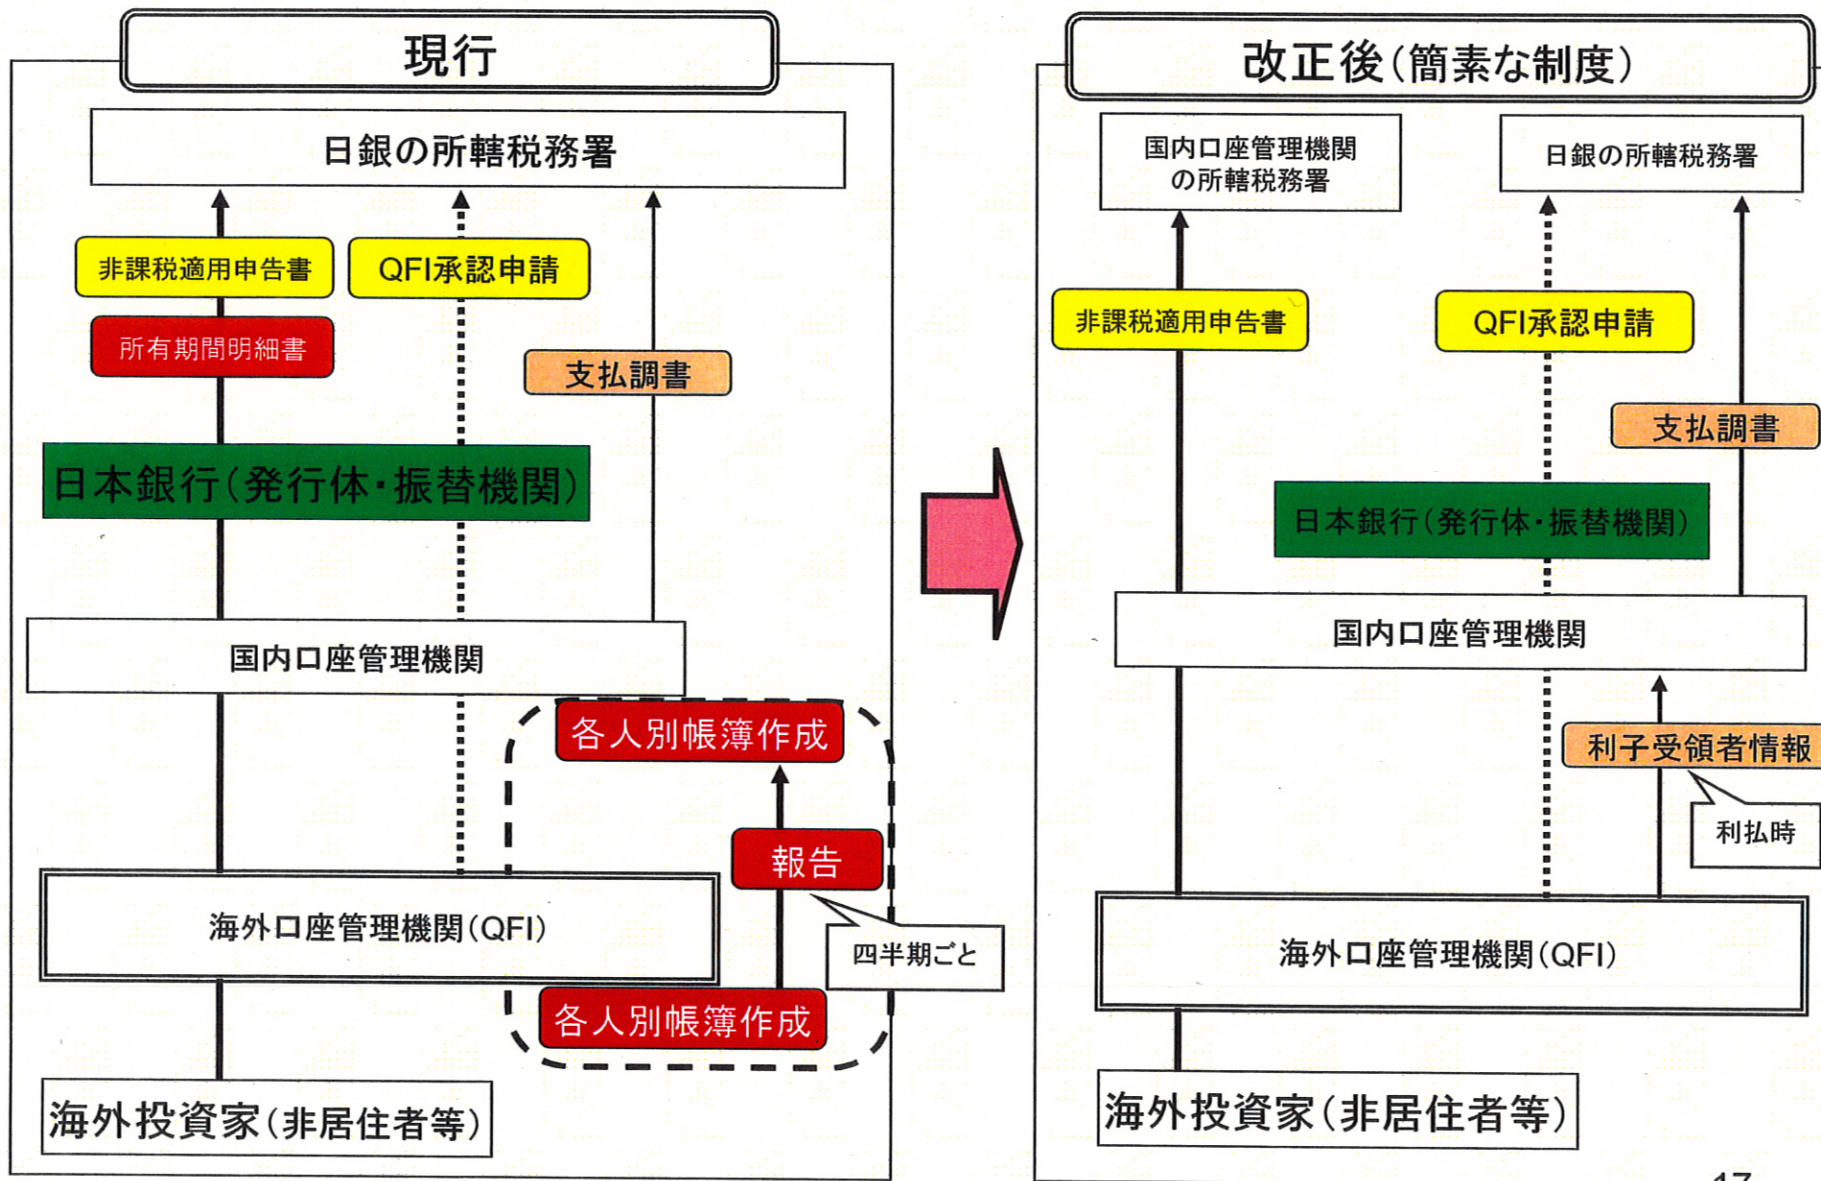 現行
日銀の所轄税務署
非課税適用申告書
QFI承認申請
所有期間明細書
支払調書
日本銀行(発行体・振替機関)
国内口座管理機関
各人別帳簿作成
報告
四半期ごと
海外口座管理機関(QFI)
各人別帳簿作成
海外投資家(非居住者等)
改正後(簡素な制度)
国内口座管理機関
の所轄税務署
日銀の所轄税務署
非課税適用申告書
QFI承認申請
支払調書
日本銀行(発行体・振替機関)
国内口座管理機関
利子受領者情報
利払時
海外口座管理機関(QFI)
海外投資家(非居住者等)
17